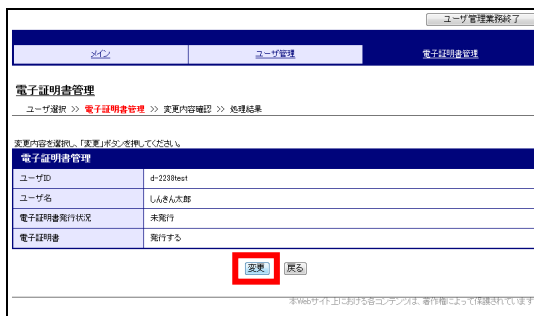 ユーザ管理業務終了
メイン ユーザ管理 電子証明書管理
電子証明書管理
ユーザ選択 >> 電子証明書管理 >> 変更内容確認 >> 処理結果
変更内容を選択し、「変更」ボタンを押してください。
電子証明書管理
ユーザID d-2238test
ユーザ名 しんきん太郎
電子証明書発行状況 未発行
電子証明書 発行する
変更 戻る
本Webサイト上における各コンテンツは、著作権によって保護されています